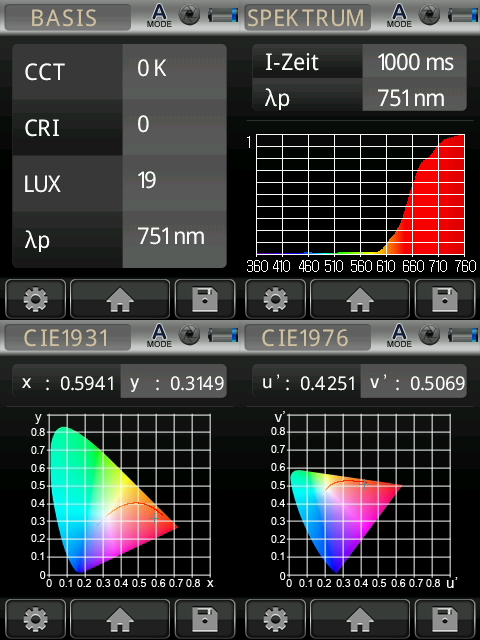 BASIS
A
MODE
CCT 0 K
CRI 0
LUX 19
λp 751 nm
SPEKTRUM
A
MODE
I-Zeit 1000 ms
λp 751 nm
1
360 410 460 510 560 610 660 710 760
CIE1931
A
MODE
x : 0.5941 y : 0.3149
y
0.8
0.7
0.6
0.5
0.4
0.3
0.2
0.1
0
0 0.1 0.2 0.3 0.4 0.5 0.6 0.7 0.8 x
CIE1976
A
MODE
u' : 0.4251 v' : 0.5069
v'
0.8
0.7
0.6
0.5
0.4
0.3
0.2
0.1
0
0 0.1 0.2 0.3 0.4 0.5 0.6 0.7 0.8 u'